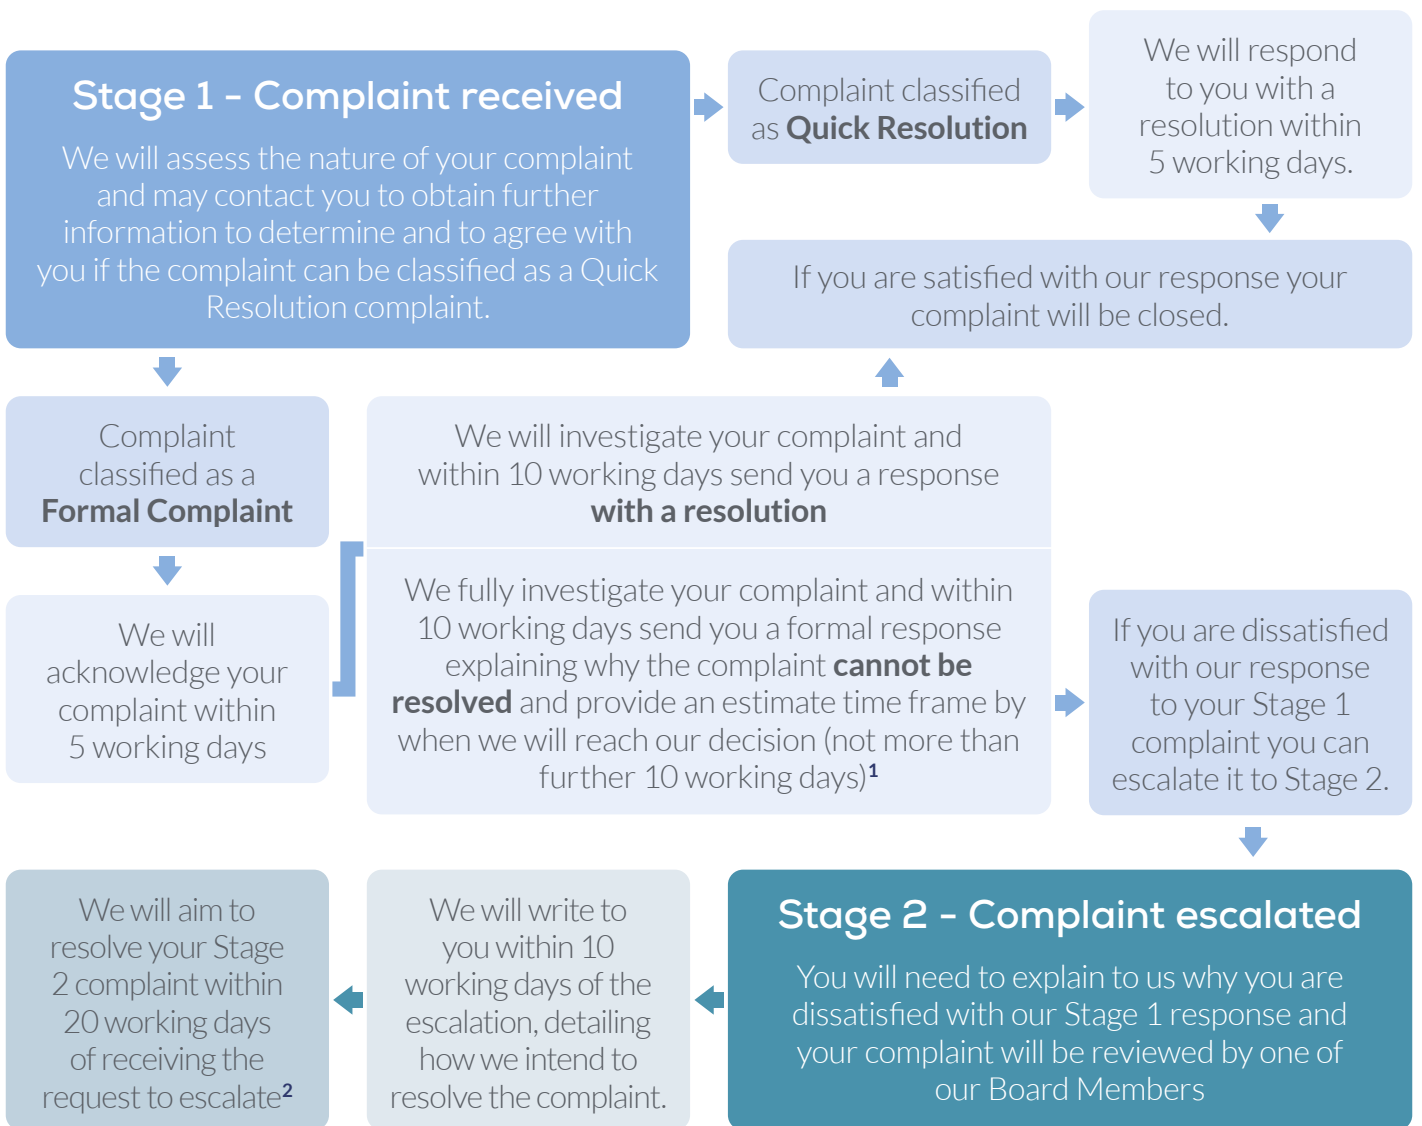 Stage 1 - Complaint received
We will assess the nature of your complaint
and may contact you to obtain further
information to determine and to agree with
you if the complaint can be classified as a Quick
Resolution complaint.
Complaint classified
as Quick Resolution
We will respond
to you with a
resolution within
5 working days.
If you are satisfied with our response your
complaint will be closed.
Complaint
classified as a
Formal Complaint
We will
acknowledge your
complaint within
5 working days
We will investigate your complaint and
within 10 working days send you a response
with a resolution
We fully investigate your complaint and within
10 working days send you a formal response
explaining why the complaint cannot be
resolved and provide an estimate time frame by
when we will reach our decision (not more than
further 10 working days)1
If you are dissatisfied
with our response
to your Stage 1
complaint you can
escalate it to Stage 2.
Stage 2 - Complaint escalated
You will need to explain to us why you are
dissatisfied with our Stage 1 response and
your complaint will be reviewed by one of
our Board Members
We will write to
you within 10
working days of the
escalation, detailing
how we intend to
resolve the complaint.
We will aim to
resolve your Stage
2 complaint within
20 working days
of receiving the
request to escalate2